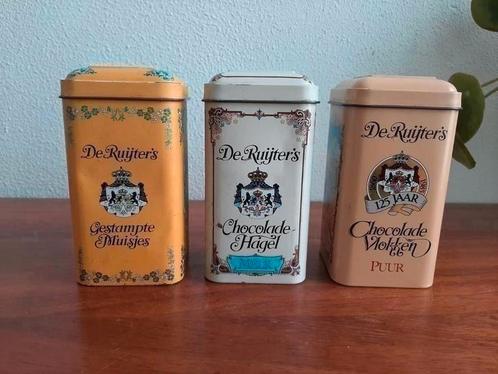 De Ruijter's
Gestampte
Muisjes
De Ruijter's
Chocolade-
Hagel
De Ruijter's
125 JAAR
Chocolade
Vlokken
PUUR